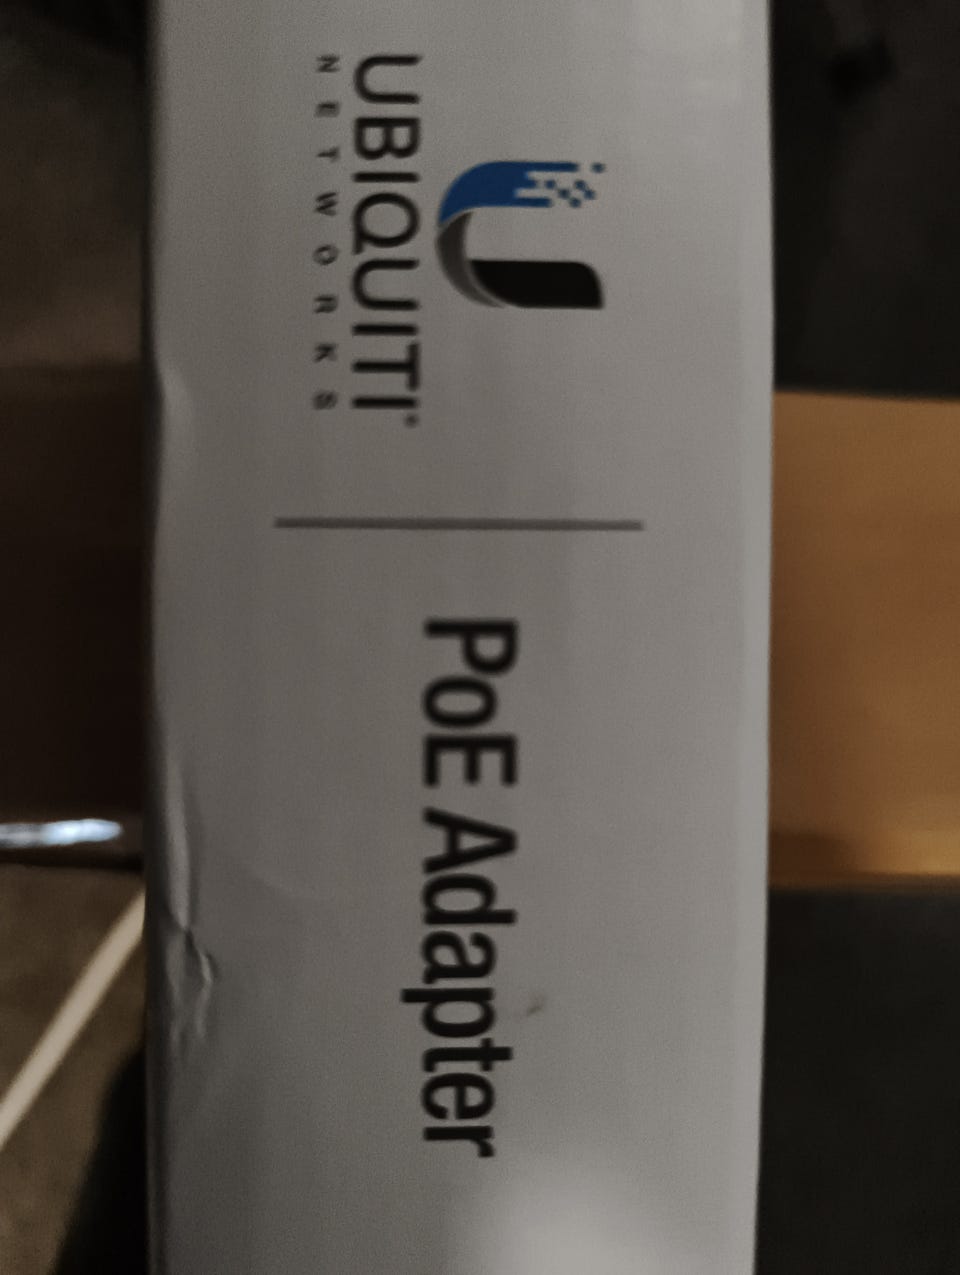 UBIQUITI®
NETWORKS
PoE Adapter